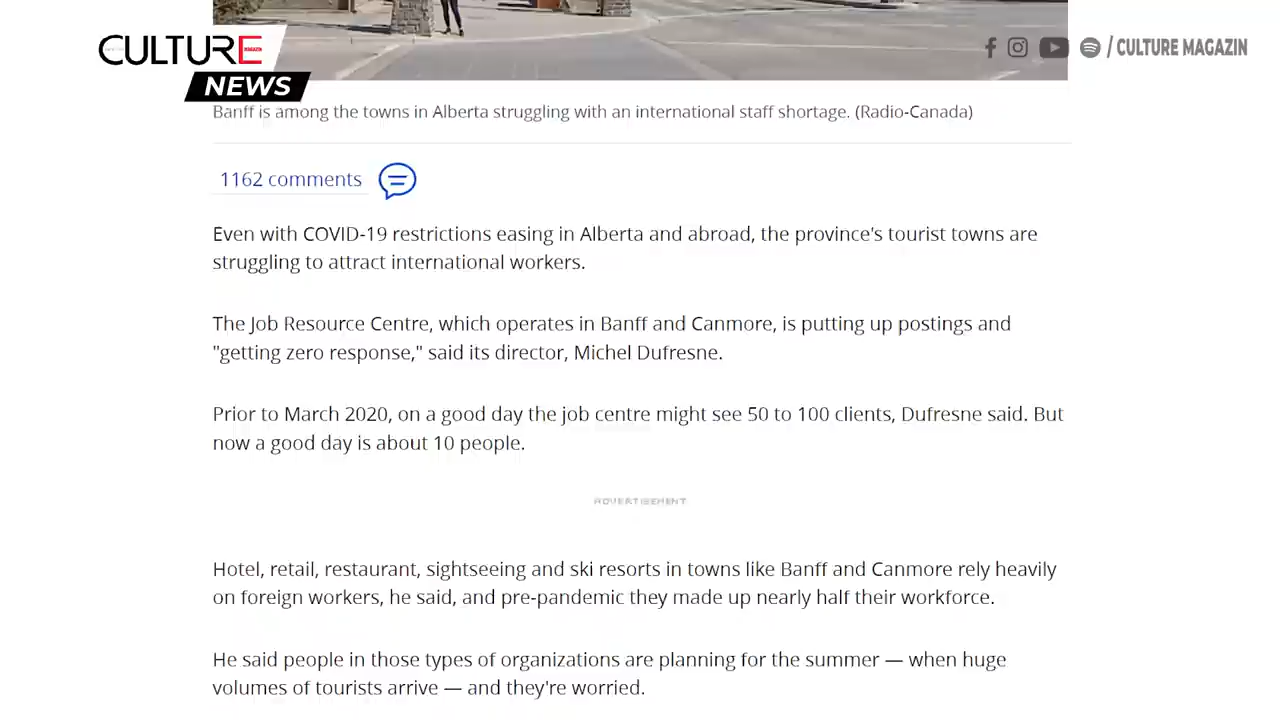 CULTURE
MAGAZIN
NEWS
/ CULTURE MAGAZIN
Banff is among the towns in Alberta struggling with an international staff shortage. (Radio-Canada)
1162 comments
Even with COVID-19 restrictions easing in Alberta and abroad, the province's tourist towns are
struggling to attract international workers.
The Job Resource Centre, which operates in Banff and Canmore, is putting up postings and
"getting zero response," said its director, Michel Dufresne.
Prior to March 2020, on a good day the job centre might see 50 to 100 clients, Dufresne said. But
now a good day is about 10 people.
ADVERTISEMENT
Hotel, retail, restaurant, sightseeing and ski resorts in towns like Banff and Canmore rely heavily
on foreign workers, he said, and pre-pandemic they made up nearly half their workforce.
He said people in those types of organizations are planning for the summer — when huge
volumes of tourists arrive — and they're worried.